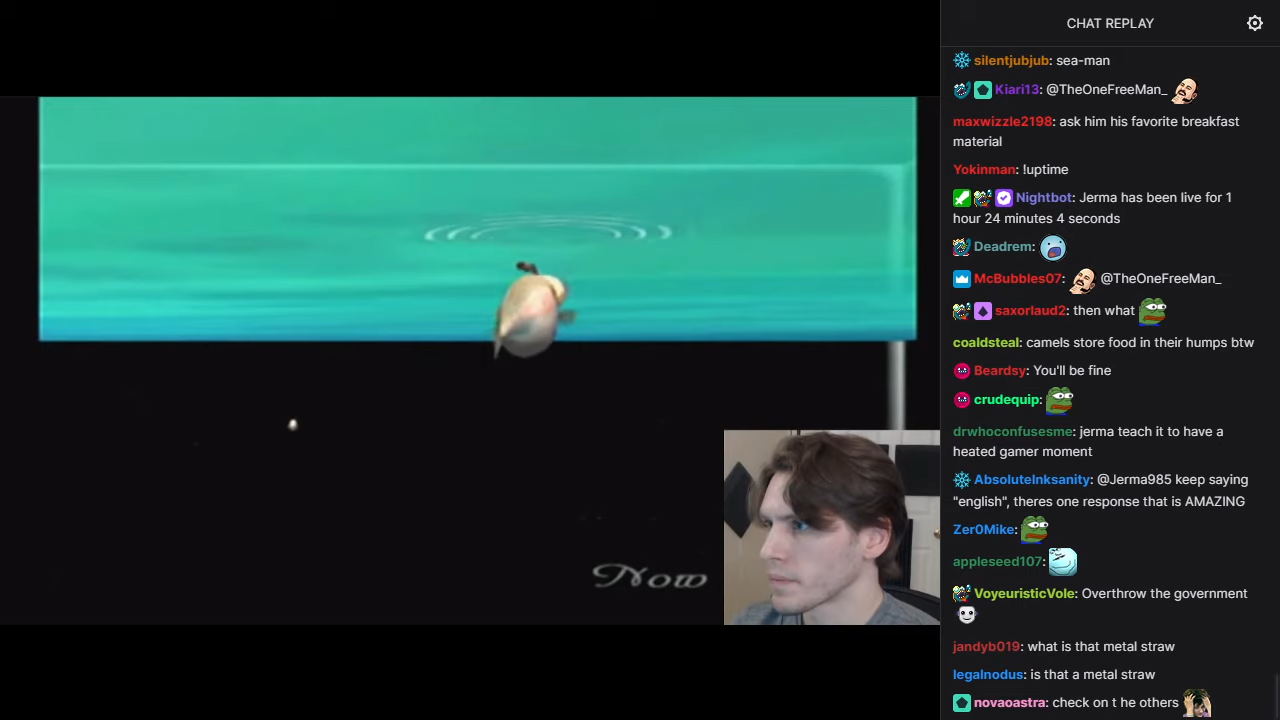 CHAT REPLAY
silentjubjub: sea-man
Kiari13: @TheOneFreeMan_
maxwizzle2198: ask him his favorite breakfast
material
Yokinman: !uptime
Nightbot: Jerma has been live for 1
hour 24 minutes 4 seconds
Deadrem:
McBubbles07: @TheOneFreeMan_
saxorlaud2: then what
coaldsteal: camels store food in their humps btw
Beardsy: You'll be fine
crudequip:
drwhoconfusesme: jerma teach it to have a
heated gamer moment
AbsoluteInksanity: @Jerma985 keep saying
"english", theres one response that is AMAZING
Zer0Mike:
appleseed107:
VoyeuristicVole: Overthrow the government
jandyb019: what is that metal straw
legalnodus: is that a metal straw
novaoastra: check on t he others
Now